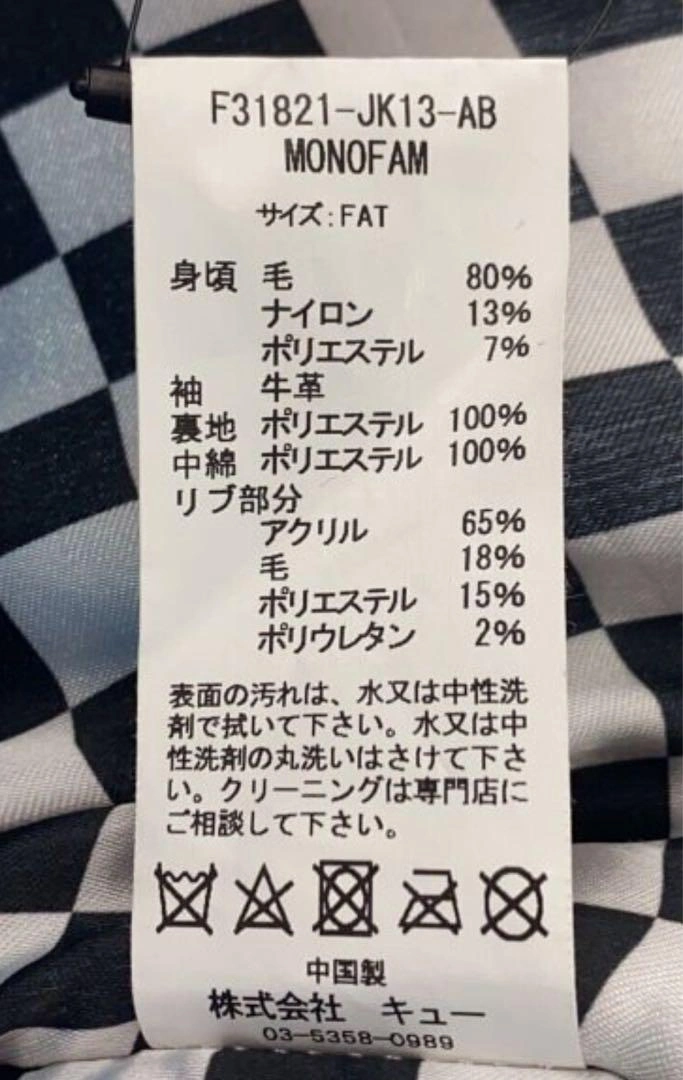 F31821-JK13-AB
MONOFAM
サイズ:FAT
身頃 毛 80%
ナイロン 13%
ポリエステル 7%
袖 牛革
裏地 ポリエステル 100%
中綿 ポリエステル 100%
リブ部分
アクリル 65%
毛 18%
ポリエステル 15%
ポリウレタン 2%
表面の汚れは、水又は中性洗
剤で拭いて下さい。水又は中
性洗剤の丸洗いはさけて下さ
い。クリーニングは専門店に
ご相談して下さい。
中国製
株式会社 キュー
03-5358-0989